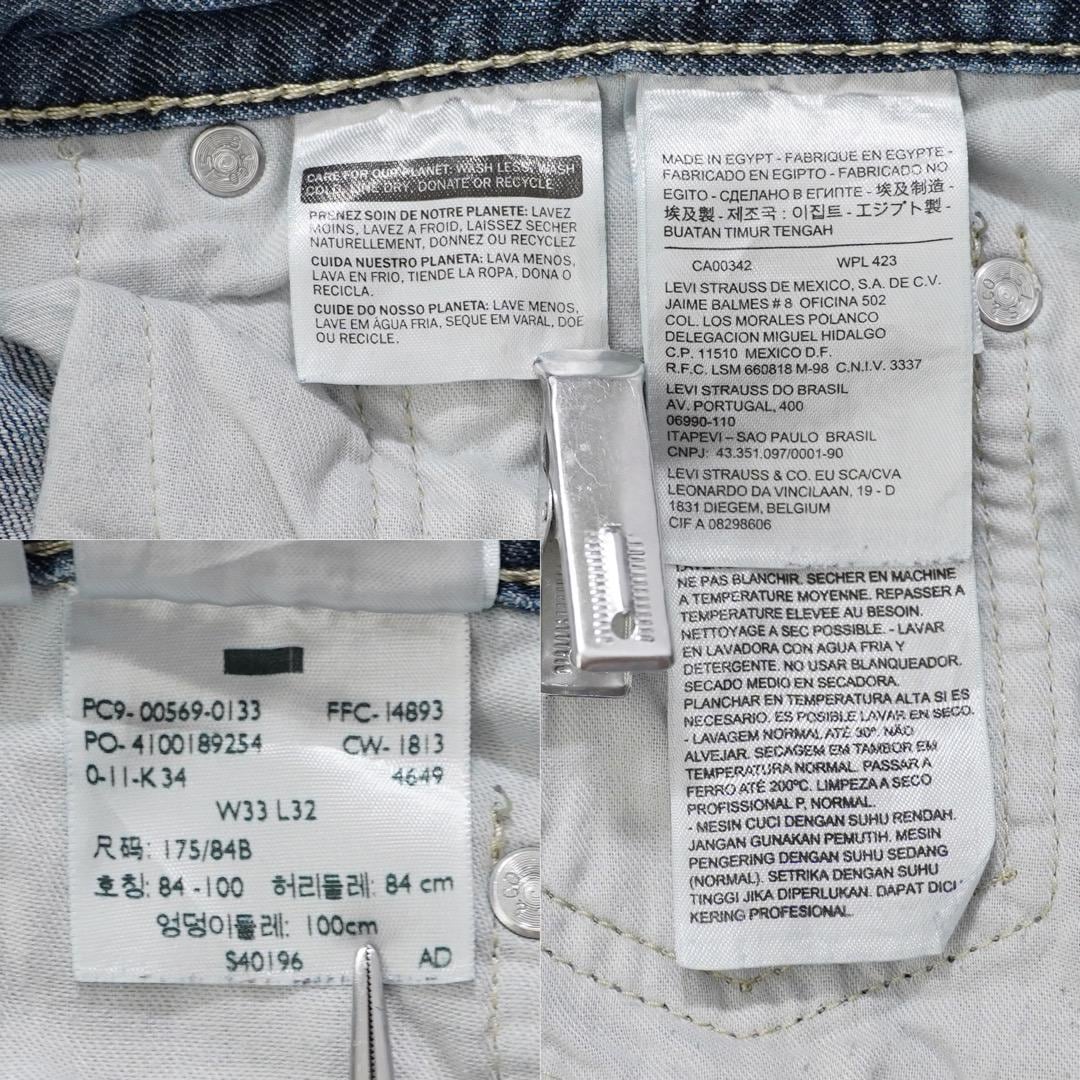 CARE FOR OUR PLANET: WASH LESS, WASH
COLD, LINE DRY, DONATE OR RECYCLE
PRENEZ SOIN DE NOTRE PLANETE: LAVEZ
MOINS, LAVEZ A FROID, LAISSEZ SECHER
NATURELLEMENT, DONNEZ OU RECYCLEZ
CUIDA NUESTRO PLANETA: LAVA MENOS,
LAVA EN FRIO, TIENDE LA ROPA, DONA O
RECICLA.
CUIDE DO NOSSO PLANETA: LAVE MENOS,
LAVE EM ÁGUA FRIA, SEQUE EM VARAL, DOE
OU RECICLE.
MADE IN EGYPT - FABRIQUE EN EGYPTE -
FABRICADO EN EGIPTO - FABRICADO NO
EGITO - СДЕЛАНО В ЕГИПТЕ - 埃及制造 -
埃及製 - 제조국 : 이집트 - エジプト製 -
BUATAN TIMUR TENGAH
CA00342 WPL 423
LEVI STRAUSS DE MEXICO, S.A. DE C.V.
JAIME BALMES # 8 OFICINA 502
COL. LOS MORALES POLANCO
DELEGACION MIGUEL HIDALGO
C.P. 11510 MEXICO D.F.
R.F.C. LSM 660818 M-98 C.N.I.V. 3337
LEVI STRAUSS DO BRASIL
AV. PORTUGAL, 400
06990-110
ITAPEVI – SAO PAULO BRASIL
CNPJ: 43.351.097/0001-90
LEVI STRAUSS & CO. EU SCA/CVA
LEONARDO DA VINCILAAN, 19 - D
1831 DIEGEM, BELGIUM
CIF A 08298606
NE PAS BLANCHIR. SECHER EN MACHINE
A TEMPERATURE MOYENNE. REPASSER A
TEMPERATURE ELEVEE AU BESOIN.
NETTOYAGE A SEC POSSIBLE. - LAVAR
EN LAVADORA CON AGUA FRIA Y
DETERGENTE. NO USAR BLANQUEADOR.
SECADO MEDIO EN SECADORA.
PLANCHAR EN TEMPERATURA ALTA SI ES
NECESARIO. ES POSIBLE LAVAR EN SECO.
- LAVAGEM NORMAL ATÉ 30°. NÃO
ALVEJAR. SECAGEM EM TAMBOR EM
TEMPERATURA NORMAL. PASSAR A
FERRO ATÉ 200°C. LIMPEZA A SECO
PROFISSIONAL P, NORMAL.
- MESIN CUCI DENGAN SUHU RENDAH.
JANGAN GUNAKAN PEMUTIH. MESIN
PENGERING DENGAN SUHU SEDANG
(NORMAL). SETRIKA DENGAN SUHU
TINGGI JIKA DIPERLUKAN. DAPAT DICI
KERING PROFESIONAL.
PC9- 00569-0133 FFC- 14893
PO- 4100189254 CW- 1813
0-11-K 34 4649
W33 L32
尺码: 175/84B
호칭: 84 -100 허리둘레: 84 cm
엉덩이둘레: 100cm
S40196 AD